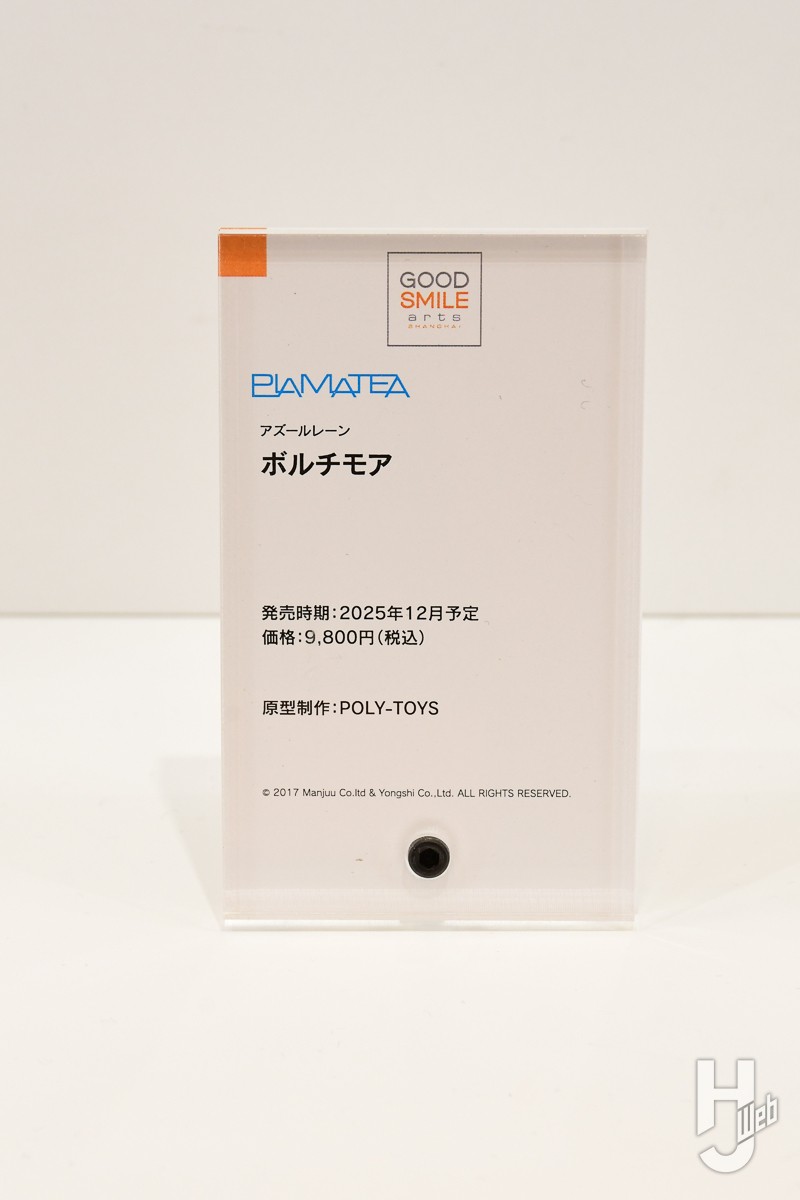 GOOD
SMILE
arts
SHANGHAI
PLAMATEA
アズールレーン
ボルチモア
発売時期：2025年12月予定
価格：9,800円（税込）
原型制作：POLY-TOYS
© 2017 Manjuu Co.ltd & Yongshi Co.,Ltd. ALL RIGHTS RESERVED.
HJ Web